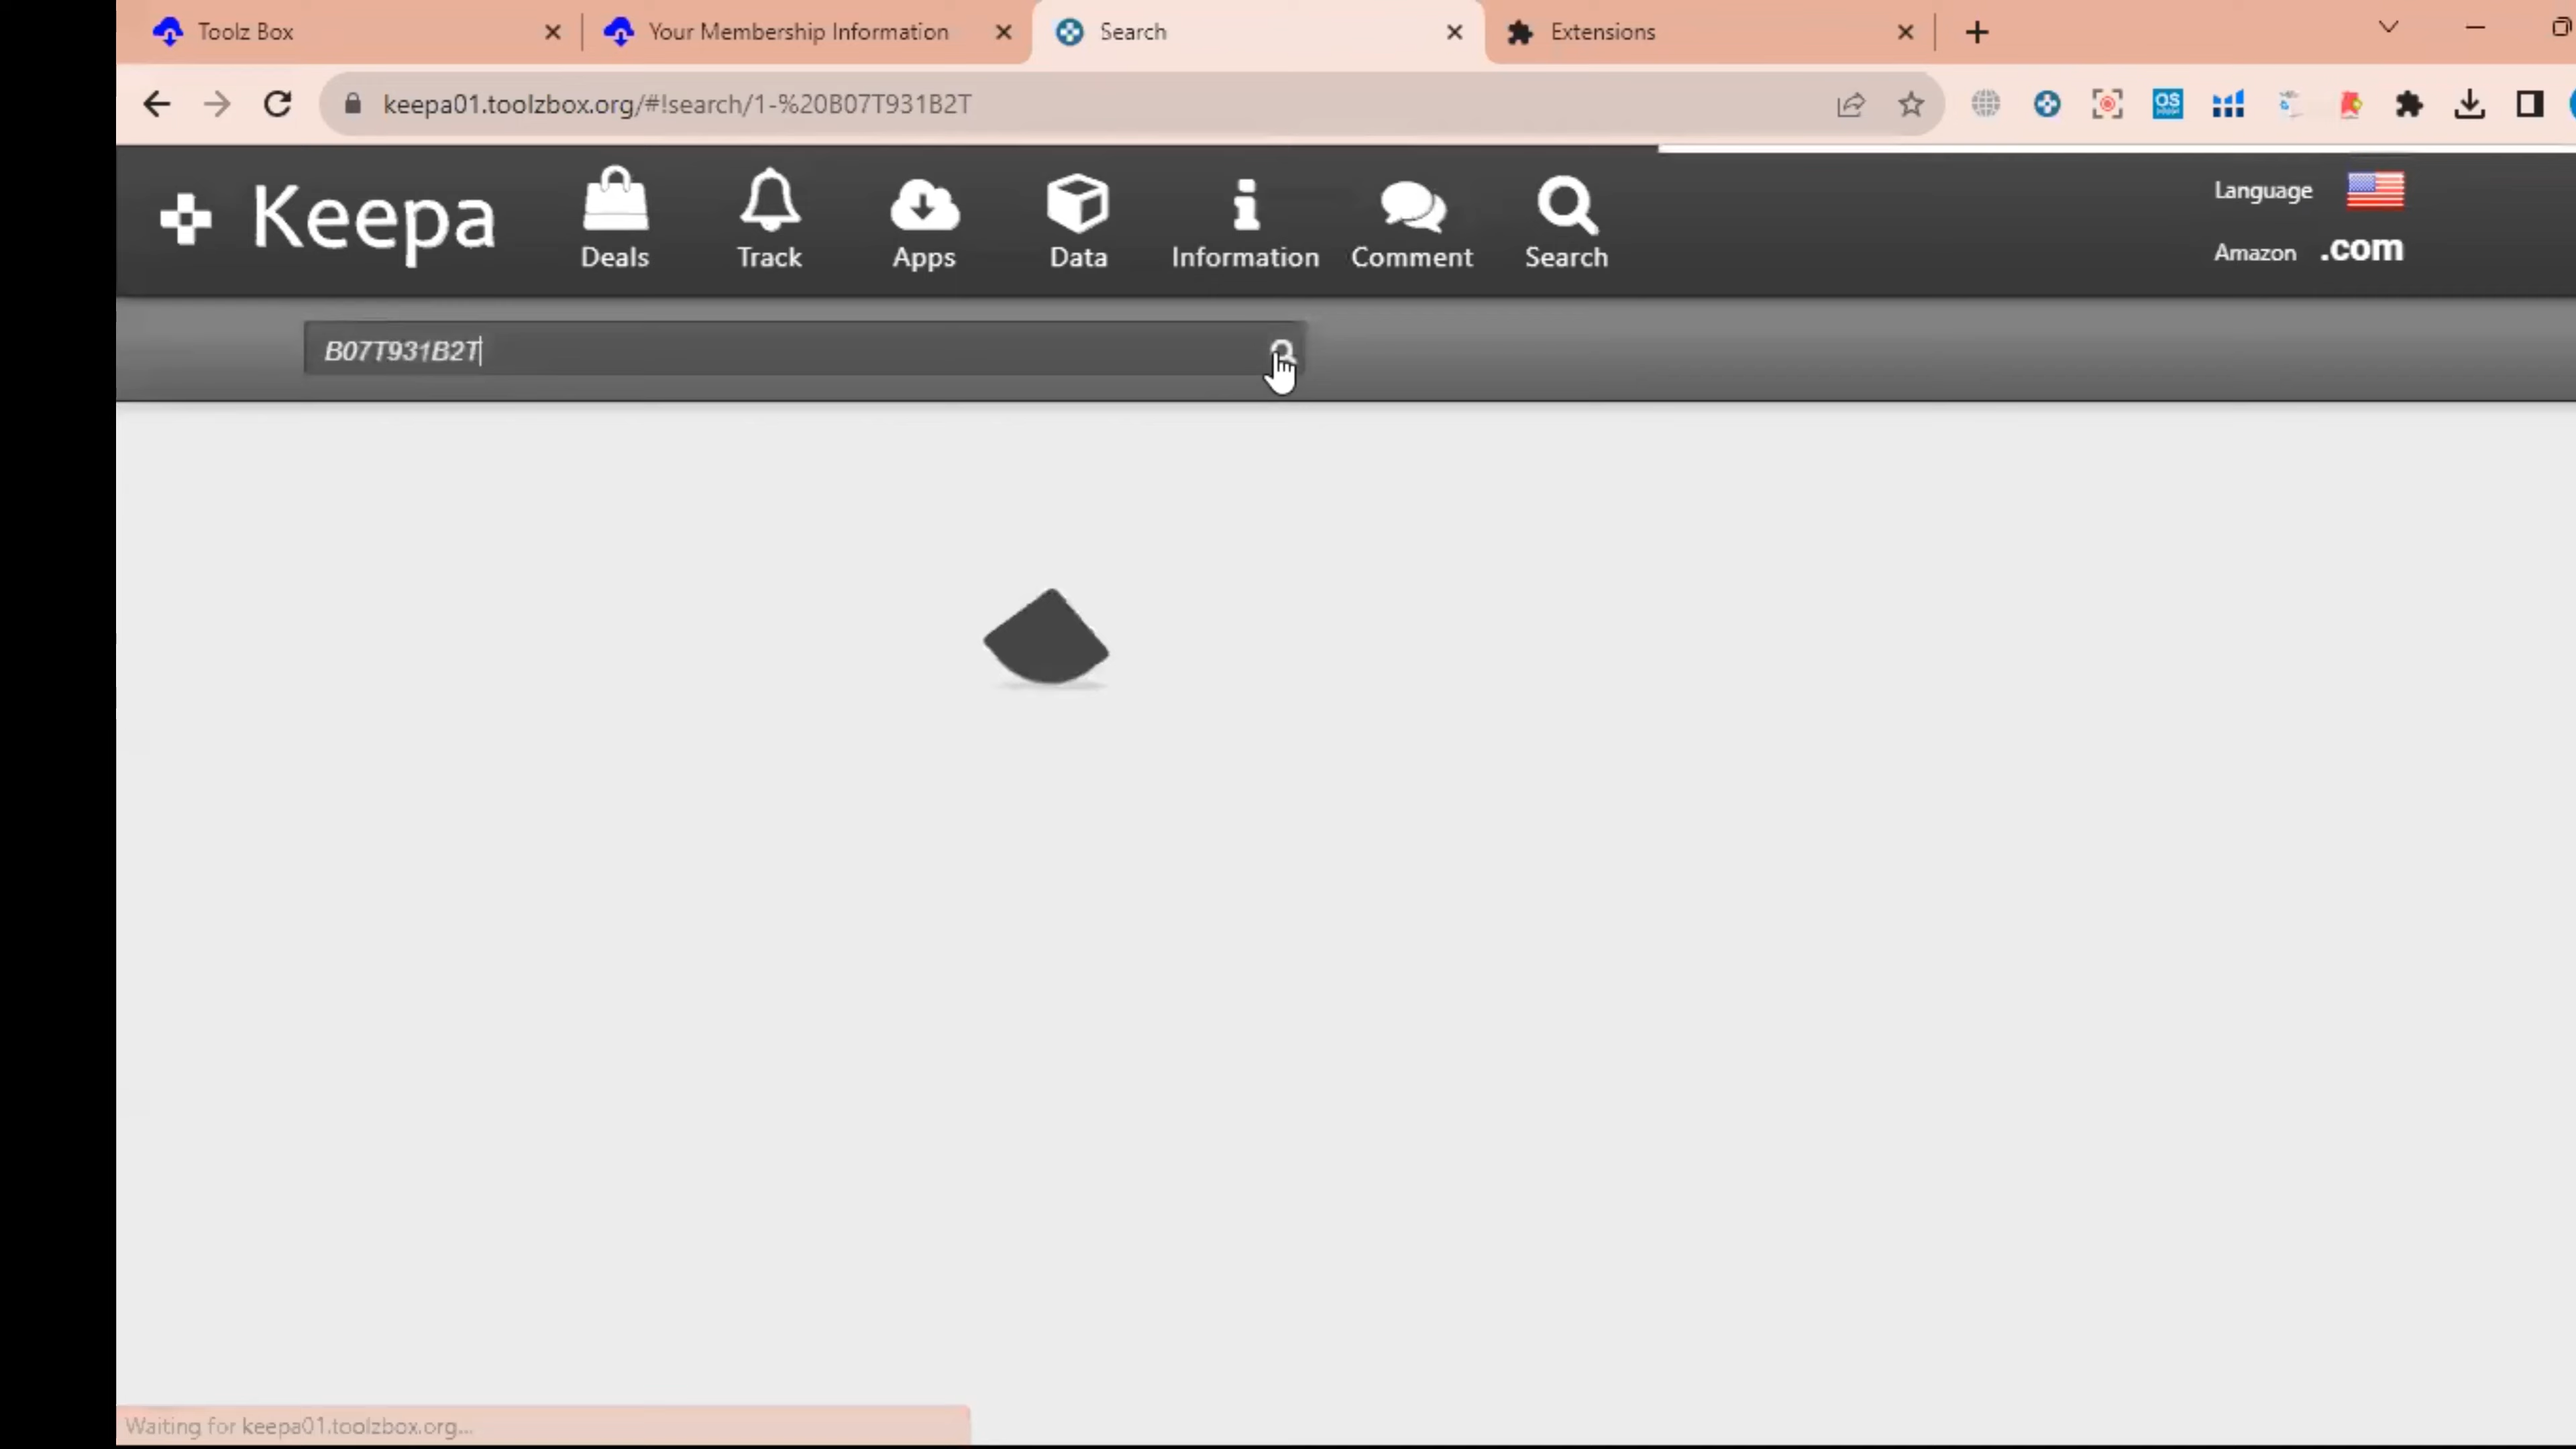 Toolz Box
Your Membership Information
Search
Extensions
keepa01.toolzbox.org/#!search/1-%20B07T931B2T
OS
Keepa
Deals
Track
Apps
Data
Information
Comment
Search
Language
Amazon .com
B07T931B2T
Waiting for keepa01.toolzbox.org...